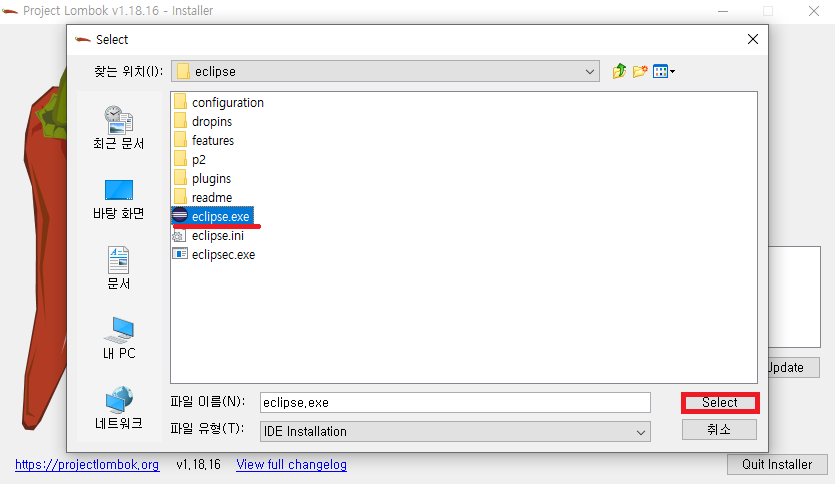 Project Lombok v1.18.16 - Installer
Select
찾는 위치(I):
eclipse
최근 문서
바탕 화면
문서
내 PC
네트워크
configuration
dropins
features
p2
plugins
readme
eclipse.exe
eclipse.ini
eclipsec.exe
Update
파일 이름(N):
eclipse.exe
Select
파일 유형(T):
IDE Installation
취소
https://projectlombok.org
v1.18.16
View full changelog
Quit Installer